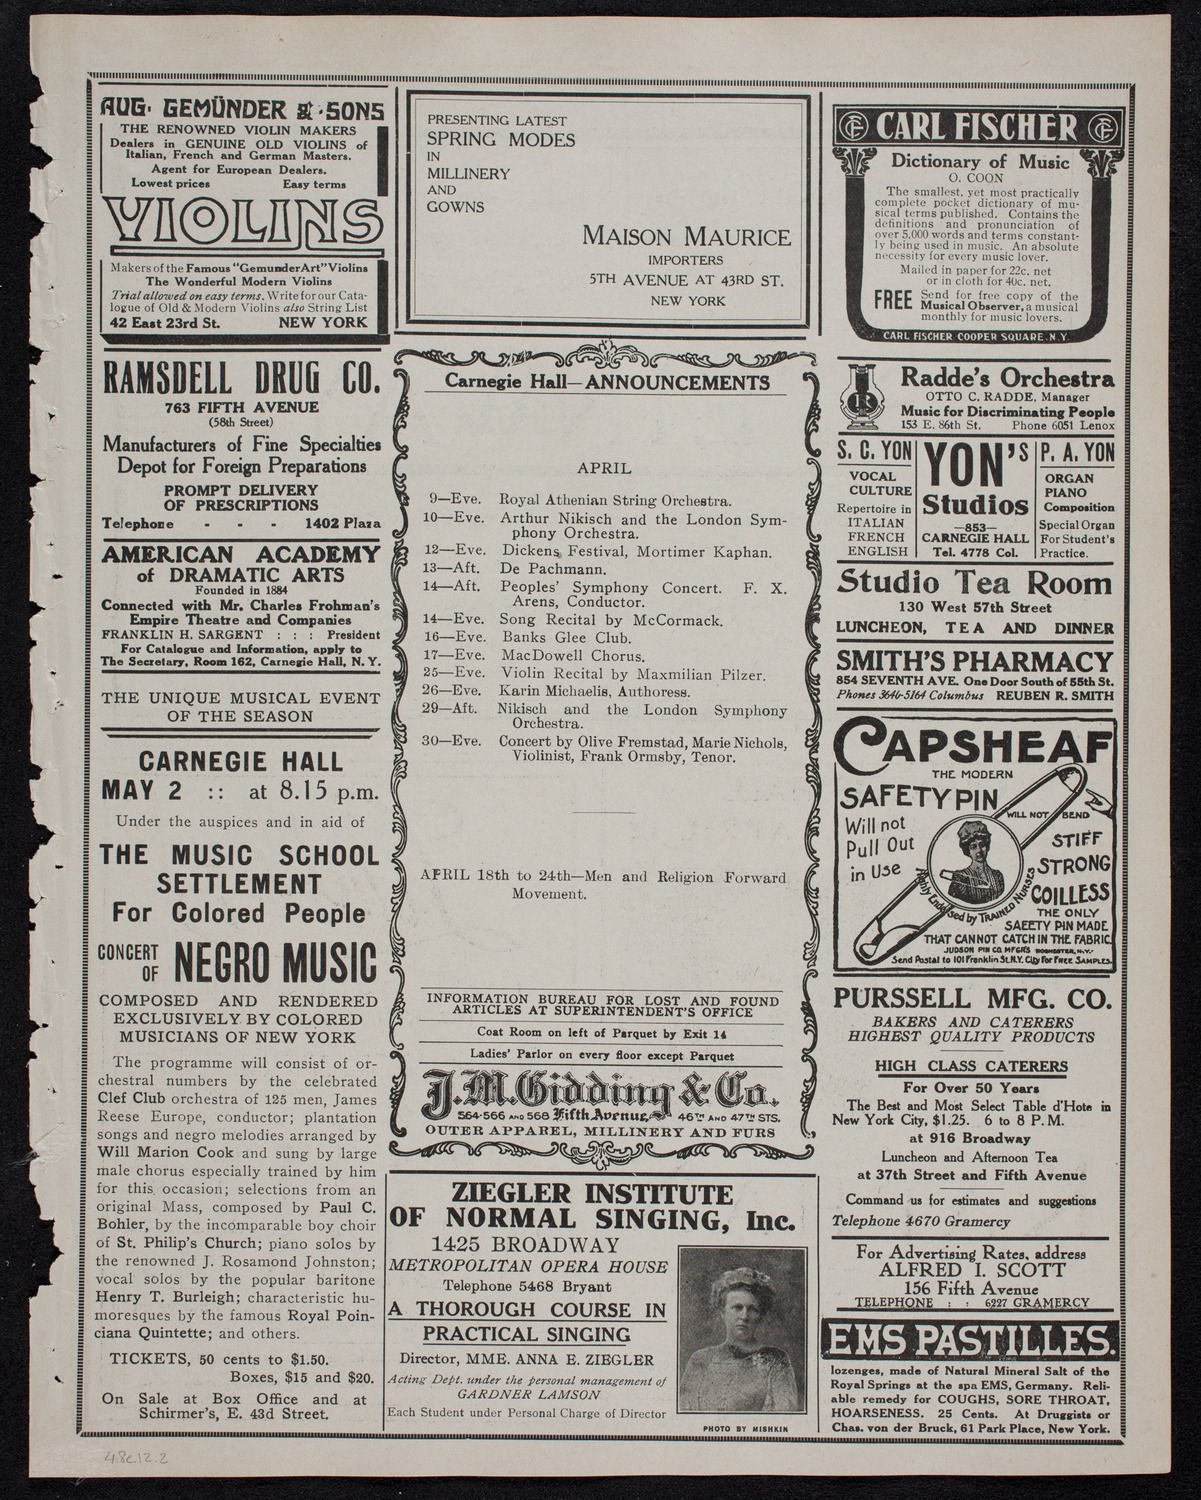 AUG. GEMÜNDER & SONS
THE RENOWNED VIOLIN MAKERS
Dealers in GENUINE OLD VIOLINS of
Italian, French and German Masters.
Agent for European Dealers.
Lowest prices Easy terms
VIOLINS
Makers of the Famous "GemunderArt" Violins
The Wonderful Modern Violins
Trial allowed on easy terms. Write for our Cata-
logue of Old & Modern Violins also String List
42 East 23rd St. NEW YORK
RAMSDELL DRUG CO.
763 FIFTH AVENUE
(58th Street)
Manufacturers of Fine Specialties
Depot for Foreign Preparations
PROMPT DELIVERY
OF PRESCRIPTIONS
Telephone - - - 1402 Plaza
AMERICAN ACADEMY
of DRAMATIC ARTS
Founded in 1884
Connected with Mr. Charles Frohman's
Empire Theatre and Companies
FRANKLIN H. SARGENT : : : President
For Catalogue and Information, apply to
The Secretary, Room 162, Carnegie Hall, N. Y.
THE UNIQUE MUSICAL EVENT
OF THE SEASON
CARNEGIE HALL
MAY 2 :: at 8.15 p.m.
Under the auspices and in aid of
THE MUSIC SCHOOL
SETTLEMENT
For Colored People
CONCERT OF NEGRO MUSIC
COMPOSED AND RENDERED
EXCLUSIVELY BY COLORED
MUSICIANS OF NEW YORK
The programme will consist of or-
chestral numbers by the celebrated
Clef Club orchestra of 125 men, James
Reese Europe, conductor; plantation
songs and negro melodies arranged by
Will Marion Cook and sung by large
male chorus especially trained by him
for this occasion; selections from an
original Mass, composed by Paul C.
Bohler, by the incomparable boy choir
of St. Philip's Church; piano solos by
the renowned J. Rosamond Johnston;
vocal solos by the popular baritone
Henry T. Burleigh; characteristic hu-
moresques by the famous Royal Poin-
ciana Quintette; and others.
TICKETS, 50 cents to $1.50.
Boxes, $15 and $20.
On Sale at Box Office and at
Schirmer's, E. 43d Street.
48e.12.2
PRESENTING LATEST
SPRING MODES
IN
MILLINERY
AND
GOWNS
MAISON MAURICE
IMPORTERS
5TH AVENUE AT 43RD ST.
NEW YORK
Carnegie Hall—ANNOUNCEMENTS
APRIL
9—Eve. Royal Athenian String Orchestra.
10—Eve. Arthur Nikisch and the London Sym-
phony Orchestra.
12—Eve. Dickens Festival, Mortimer Kaphan.
13—Aft. De Pachmann.
14—Aft. Peoples' Symphony Concert. F. X.
Arens, Conductor.
14—Eve. Song Recital by McCormack.
16—Eve. Banks Glee Club.
17—Eve. MacDowell Chorus.
25—Eve. Violin Recital by Maxmilian Pilzer.
26—Eve. Karin Michaelis, Authoress.
29—Aft. Nikisch and the London Symphony
Orchestra.
30—Eve. Concert by Olive Fremstad, Marie Nichols,
Violinist, Frank Ormsby, Tenor.
APRIL 18th to 24th—Men and Religion Forward
Movement.
INFORMATION BUREAU FOR LOST AND FOUND
ARTICLES AT SUPERINTENDENT'S OFFICE
Coat Room on left of Parquet by Exit 14
Ladies' Parlor on every floor except Parquet
J. M. Gidding & Co.
564-566 AND 568 Fifth Avenue 46TH AND 47TH STS.
OUTER APPAREL, MILLINERY AND FURS
ZIEGLER INSTITUTE
OF NORMAL SINGING, Inc.
1425 BROADWAY
METROPOLITAN OPERA HOUSE
Telephone 5468 Bryant
A THOROUGH COURSE IN
PRACTICAL SINGING
Director, MME. ANNA E. ZIEGLER
Acting Dept. under the personal management of
GARDNER LAMSON
Each Student under Personal Charge of Director
PHOTO BY MISHKIN
CF CARL FISCHER CF
Dictionary of Music
O. COON
The smallest, yet most practically
complete pocket dictionary of mu-
sical terms published. Contains the
definitions and pronunciation of
over 5,000 words and terms constant-
ly being used in music. An absolute
necessity for every music lover.
Mailed in paper for 22c. net
or in cloth for 40c. net.
FREE Send for free copy of the
Musical Observer, a musical
monthly for music lovers.
CARL FISCHER COOPER SQUARE. N.Y.
R
Radde's Orchestra
OTTO C. RADDE, Manager
Music for Discriminating People
153 E. 86th St. Phone 6051 Lenox
S. C. YON
VOCAL
CULTURE
Repertoire in
ITALIAN
FRENCH
ENGLISH
YON'S
Studios
—853—
CARNEGIE HALL
Tel. 4778 Col.
P. A. YON
ORGAN
PIANO
Composition
Special Organ
For Student's
Practice.
Studio Tea Room
130 West 57th Street
LUNCHEON, TEA AND DINNER
SMITH'S PHARMACY
854 SEVENTH AVE. One Door South of 55th St.
Phones 3646-5164 Columbus REUBEN R. SMITH
CAPSHEAF
THE MODERN
SAFETY PIN
WILL NOT BEND
Will not
Pull Out
in Use
STIFF
STRONG
COILLESS
Highly Endorsed by TRAINED NURSES
THE ONLY
SAFETY PIN MADE
THAT CANNOT CATCH IN THE FABRIC.
JUDSON PIN CO. MFGRS ROCHESTER, N.Y.
Send Postal to 101 Franklin St. N.Y. City For FREE SAMPLES.
PURSSELL MFG. CO.
BAKERS AND CATERERS
HIGHEST QUALITY PRODUCTS
HIGH CLASS CATERERS
For Over 50 Years
The Best and Most Select Table d'Hote in
New York City, $1.25. 6 to 8 P. M.
at 916 Broadway
Luncheon and Afternoon Tea
at 37th Street and Fifth Avenue
Command us for estimates and suggestions
Telephone 4670 Gramercy
For Advertising Rates, address
ALFRED I. SCOTT
156 Fifth Avenue
TELEPHONE : : 6227 GRAMERCY
EMS PASTILLES.
lozenges, made of Natural Mineral Salt of the
Royal Springs at the spa EMS, Germany. Reli-
able remedy for COUGHS, SORE THROAT,
HOARSENESS. 25 Cents. At Druggists or
Chas. von der Bruck, 61 Park Place, New York.